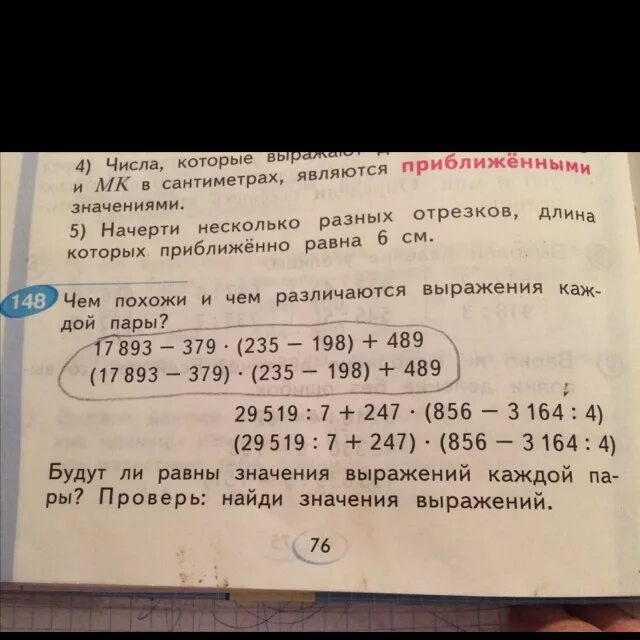 4) Числа, которые выражают
и МК в сантиметрах, являются приближёнными
значениями.
5) Начерти несколько разных отрезков, длина
которых приближённо равна 6 см.
148 Чем похожи и чем различаются выражения каж-
дой пары?
17 893 − 379 · (235 − 198) + 489
(17 893 − 379) · (235 − 198) + 489
29 519 : 7 + 247 · (856 − 3 164 : 4)
(29 519 : 7 + 247) · (856 − 3 164 : 4)
Будут ли равны значения выражений каждой па-
ры? Проверь: найди значения выражений.
76